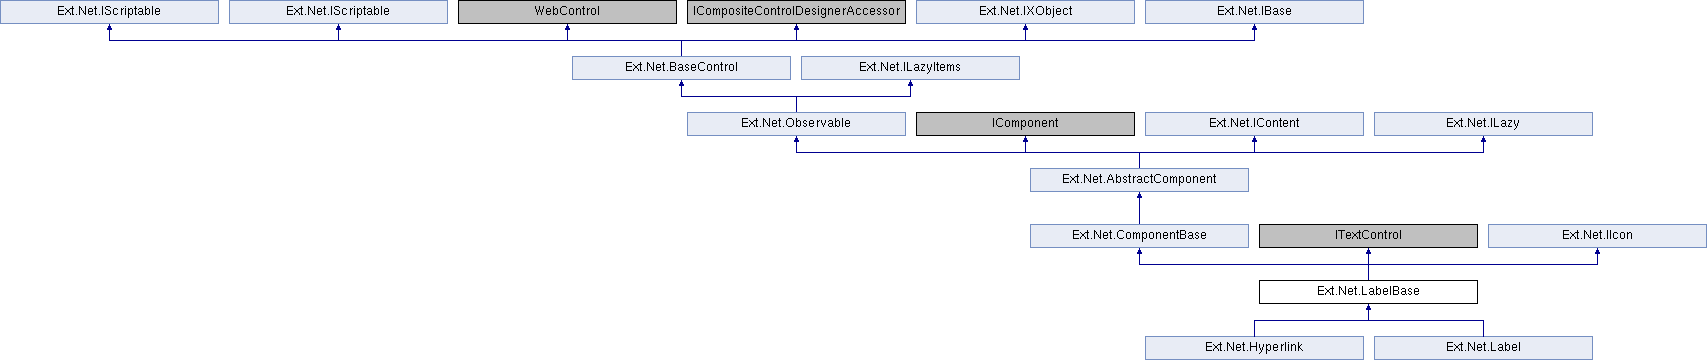 Ext.Net.IScriptable
Ext.Net.IScriptable
WebControl
ICompositeControlDesignerAccessor
Ext.Net.IXObject
Ext.Net.IBase
Ext.Net.BaseControl
Ext.Net.ILazyItems
Ext.Net.Observable
IComponent
Ext.Net.IContent
Ext.Net.ILazy
Ext.Net.AbstractComponent
Ext.Net.ComponentBase
ITextControl
Ext.Net.IIcon
Ext.Net.LabelBase
Ext.Net.Hyperlink
Ext.Net.Label